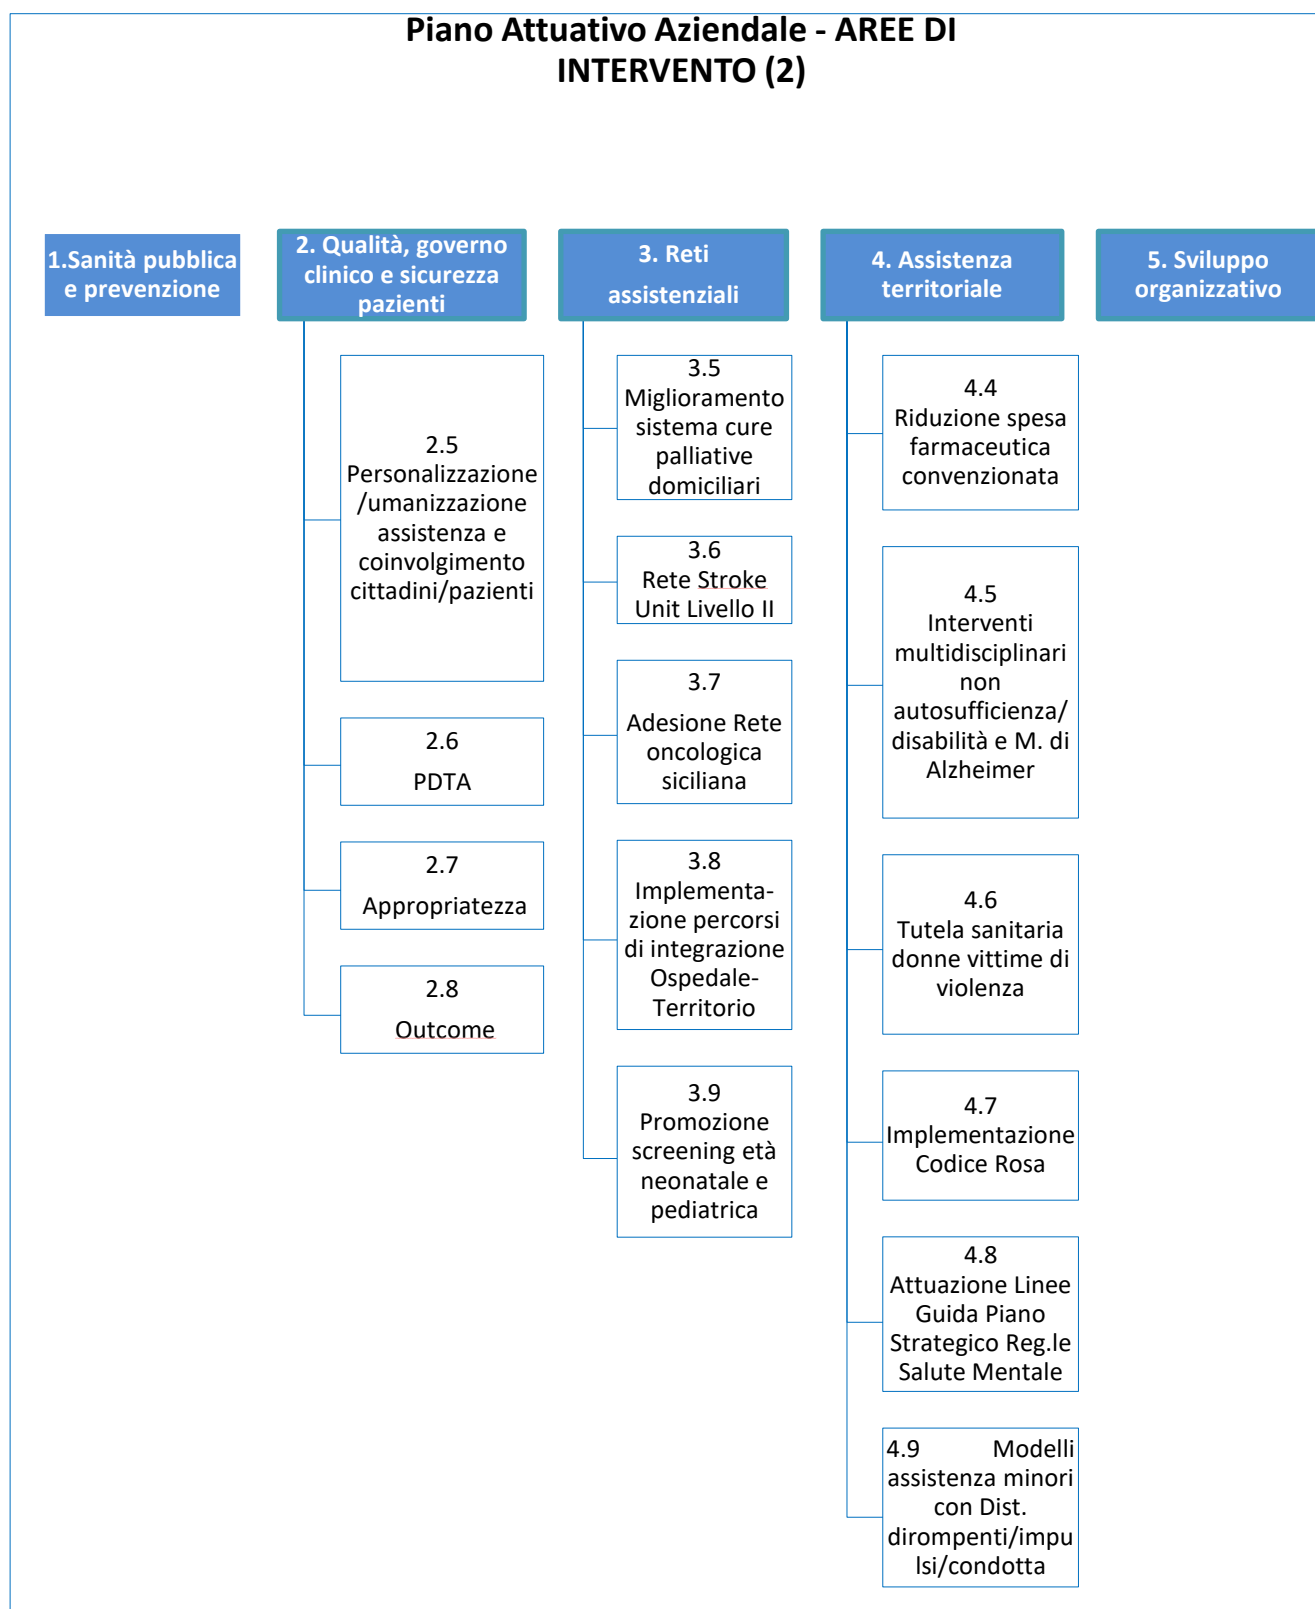 Piano Attuativo Aziendale - AREE DI
INTERVENTO (2)
1.Sanità pubblica
e prevenzione
2. Qualità, governo
clinico e sicurezza
pazienti
2.5
Personalizzazione
/umanizzazione
assistenza e
coinvolgimento
cittadini/pazienti
2.6
PDTA
2.7
Appropriatezza
2.8
Outcome
3. Reti
assistenziali
3.5
Miglioramento
sistema cure
palliative
domiciliari
3.6
Rete Stroke
Unit Livello II
3.7
Adesione Rete
oncologica
siciliana
3.8
Implementa-
zione percorsi
di integrazione
Ospedale-
Territorio
3.9
Promozione
screening età
neonatale e
pediatrica
4. Assistenza
territoriale
4.4
Riduzione spesa
farmaceutica
convenzionata
4.5
Interventi
multidisciplinari
non
autosufficienza/
disabilità e M. di
Alzheimer
4.6
Tutela sanitaria
donne vittime di
violenza
4.7
Implementazione
Codice Rosa
4.8
Attuazione Linee
Guida Piano
Strategico Reg.le
Salute Mentale
4.9 Modelli
assistenza minori
con Dist.
dirompenti/impu
lsi/condotta
5. Sviluppo
organizzativo